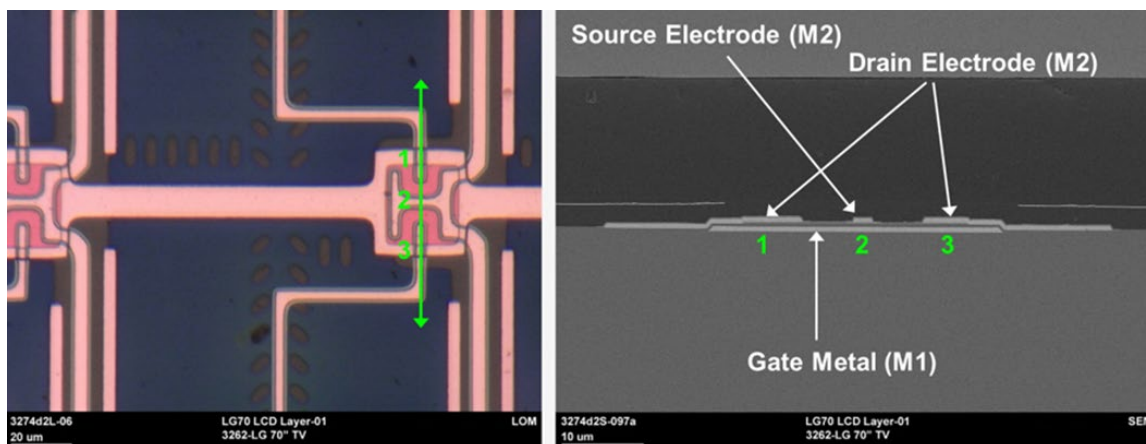 1
2
3
3274d2L-06
LG70 LCD Layer-01
LOM
20 um
3262-LG 70" TV
Source Electrode (M2)
Drain Electrode (M2)
1
2
3
Gate Metal (M1)
3274d2S-097a
LG70 LCD Layer-01
SEM
10 um
3262-LG 70" TV